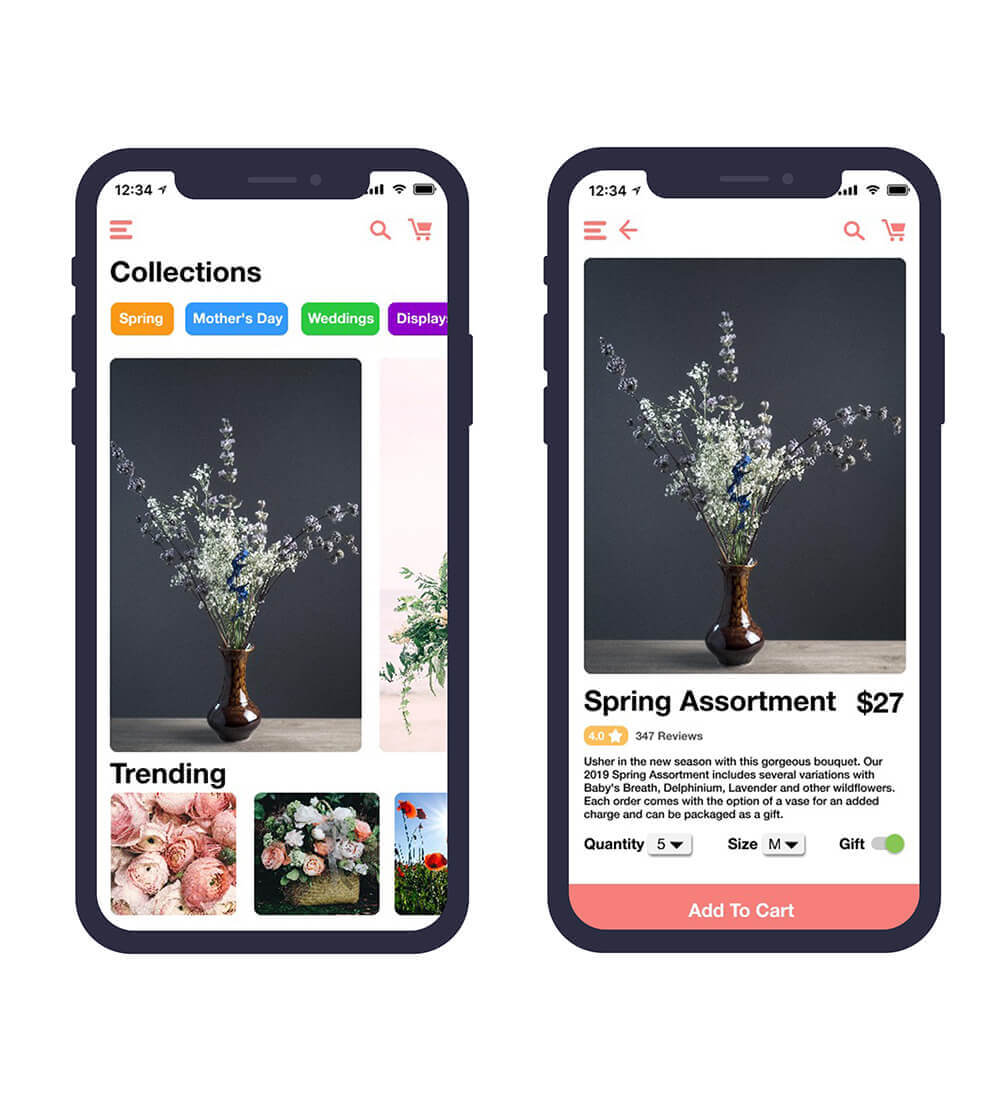 12:34
Collections
Spring
Mother's Day
Weddings
Display
Trending
12:34
Spring Assortment
$27
4.0
347 Reviews
Usher in the new season with this gorgeous bouquet. Our
2019 Spring Assortment includes several variations with
Baby's Breath, Delphinium, Lavender and other wildflowers.
Each order comes with the option of a vase for an added
charge and can be packaged as a gift.
Quantity 5 Size M Gift
Add To Cart